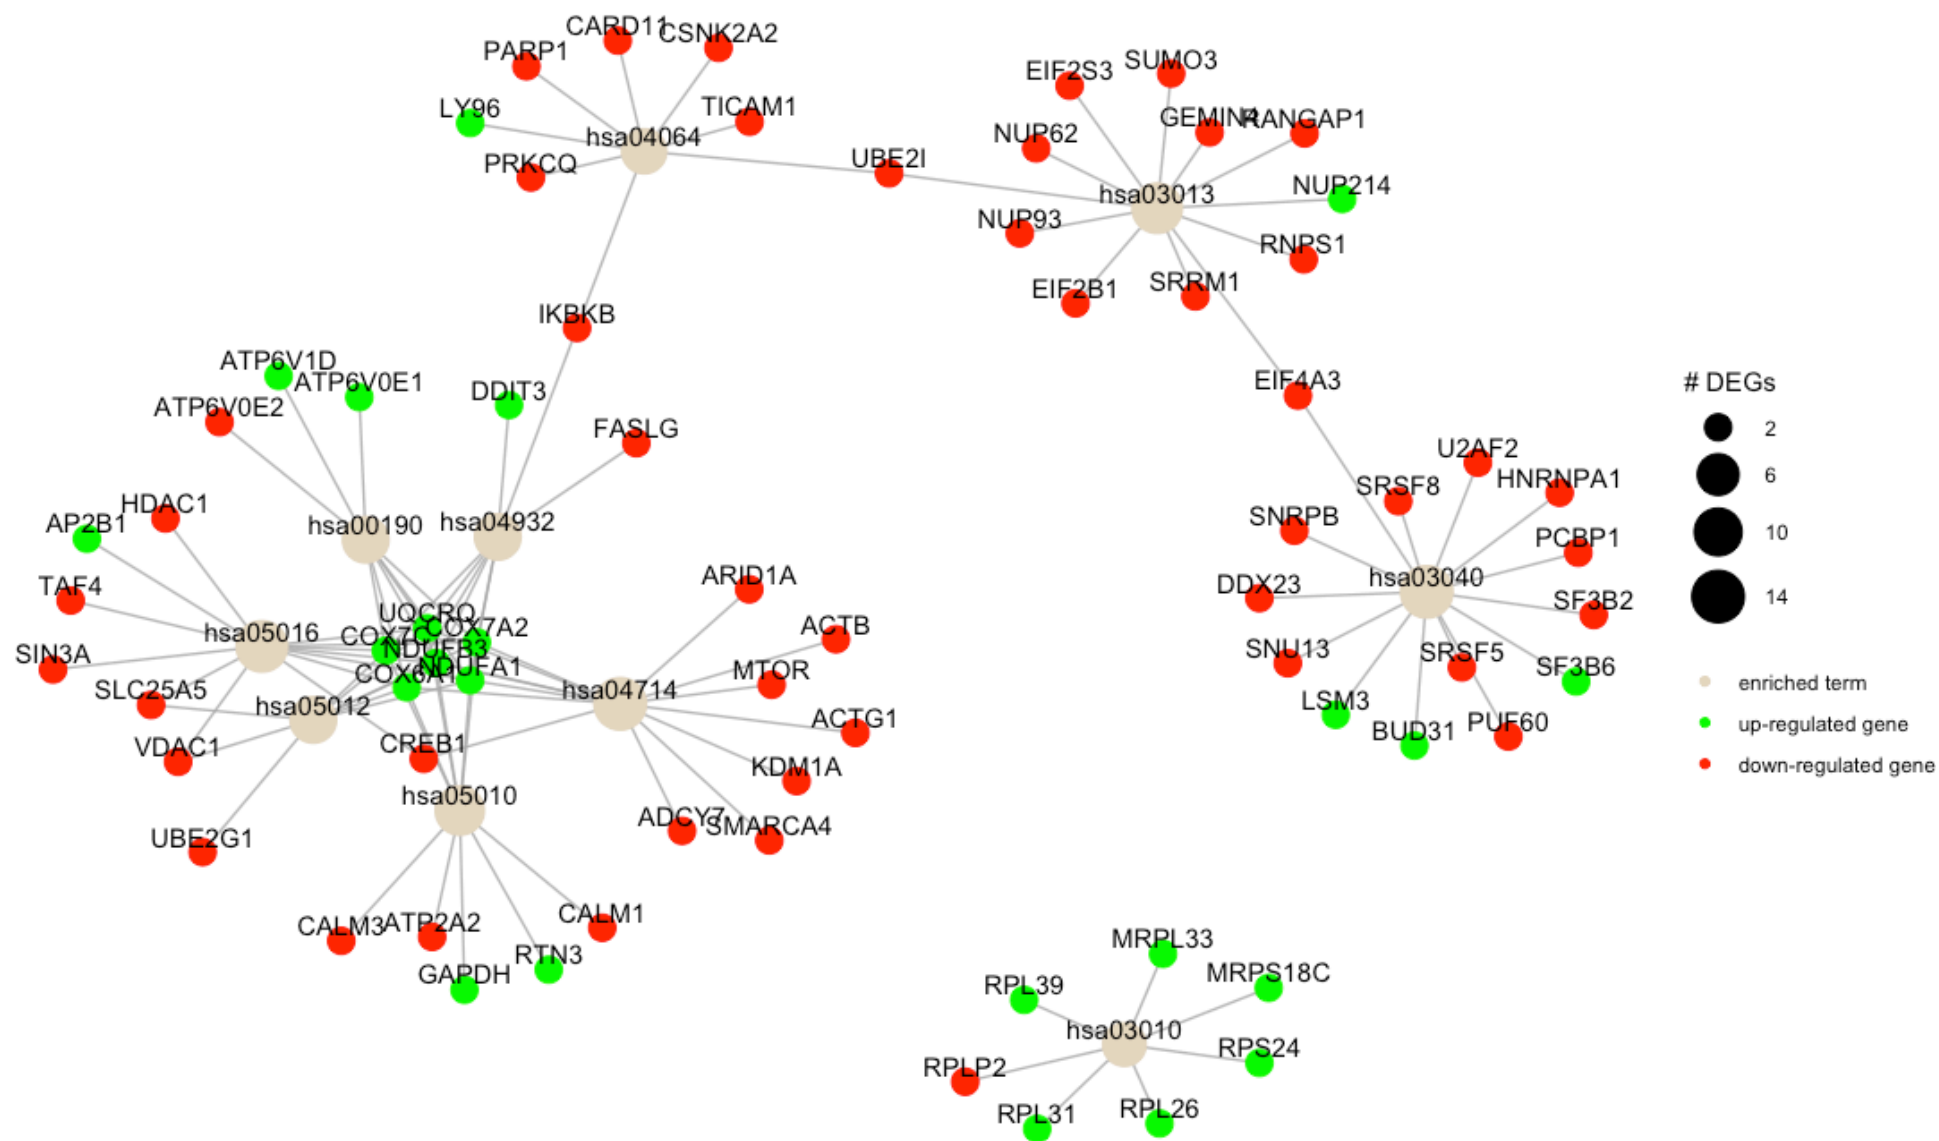 CARD11
CSNK2A2
PARP1
LY96
TICAM1
hsa04064
PRKCQ
UBE2I
EIF2S3
SUMO3
GEMIN4
RANGAP1
NUP62
hsa03013
NUP214
NUP93
RNPS1
EIF2B1
SRRM1
IKBKB
ATP6V1D
ATP6V0E1
DDIT3
ATP6V0E2
FASLG
EIF4A3
HDAC1
AP2B1
hsa00190
hsa04932
U2AF2
SRSF8
HNRNPA1
SNRPB
PCBP1
hsa03040
DDX23
SF3B2
SNU13
SRSF5
SF3B6
LSM3
BUD31
PUF60
TAF4
ARID1A
UQCRQ
hsa05016
COX7C
COX7A2
ACTB
NDUFB3
SIN3A
NDUFA1
COX6A1
MTOR
SLC25A5
hsa05012
hsa04714
ACTG1
VDAC1
CREB1
KDM1A
hsa05010
UBE2G1
ADCY7
SMARCA4
CALM3
ATP2A2
CALM1
GAPDH
RTN3
MRPL33
MRPS18C
RPL39
hsa03010
RPS24
RPLP2
RPL31
RPL26
# DEGs
2
6
10
14
enriched term
up-regulated gene
down-regulated gene